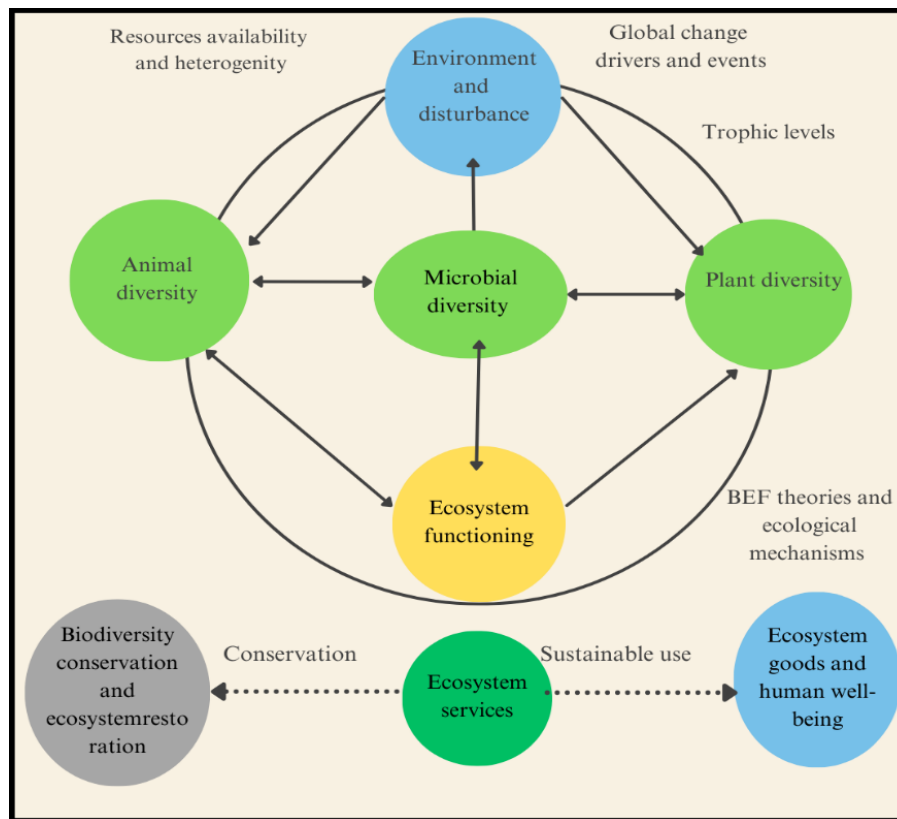 Resources availability
and heterogenity
Environment
and
disturbance
Global change
drivers and events
Trophic levels
Animal
diversity
Microbial
diversity
Plant diversity
Ecosystem
functioning
BEF theories and
ecological
mechanisms
Biodiversity
conservation
and
ecosystemresto
ration
Conservation
Ecosystem
services
Sustainable use
Ecosystem
goods and
human well-
being